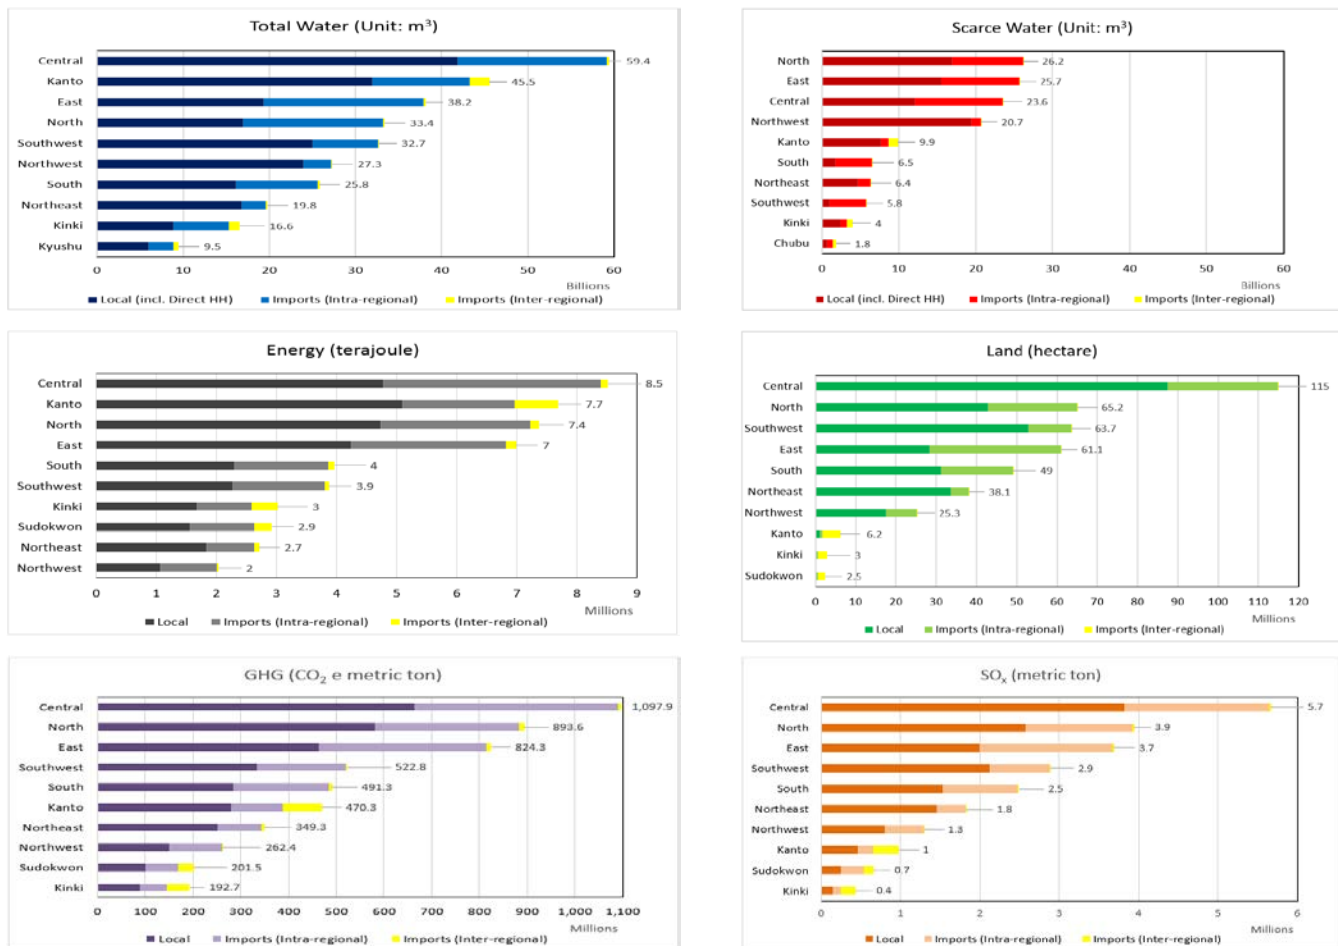 Total Water (Unit: m³)
Central 59.4
Kanto 45.5
East 38.2
North 33.4
Southwest 32.7
Northwest 27.3
South 25.8
Northeast 19.8
Kinki 16.6
Kyushu 9.5
0 10 20 30 40 50 60
Billions
Local (incl. Direct HH) Imports (Intra-regional) Imports (Inter-regional)
Scarce Water (Unit: m³)
North 26.2
East 25.7
Central 23.6
Northwest 20.7
Kanto 9.9
South 6.5
Northeast 6.4
Southwest 5.8
Kinki 4
Chubu 1.8
0 10 20 30 40 50 60
Billions
Local (incl. Direct HH) Imports (Intra-regional) Imports (Inter-regional)
Energy (terajoule)
Central 8.5
Kanto 7.7
North 7.4
East 7
South 4
Southwest 3.9
Kinki 3
Sudokwon 2.9
Northeast 2.7
Northwest 2
0 1 2 3 4 5 6 7 8 9
Millions
Local Imports (Intra-regional) Imports (Inter-regional)
Land (hectare)
Central 115
North 65.2
Southwest 63.7
East 61.1
South 49
Northeast 38.1
Northwest 25.3
Kanto 6.2
Kinki 3
Sudokwon 2.5
0 10 20 30 40 50 60 70 80 90 100 110 120
Millions
Local Imports (Intra-regional) Imports (Inter-regional)
GHG (CO₂ e metric ton)
Central 1,097.9
North 893.6
East 824.3
Southwest 522.8
South 491.3
Kanto 470.3
Northeast 349.3
Northwest 262.4
Sudokwon 201.5
Kinki 192.7
0 100 200 300 400 500 600 700 800 900 1,000 1,100
Millions
Local Imports (Intra-regional) Imports (Inter-regional)
SOₓ (metric ton)
Central 5.7
North 3.9
East 3.7
Southwest 2.9
South 2.5
Northeast 1.8
Northwest 1.3
Kanto 1
Sudokwon 0.7
Kinki 0.4
0 1 2 3 4 5 6
Millions
Local Imports (Intra-regional) Imports (Inter-regional)